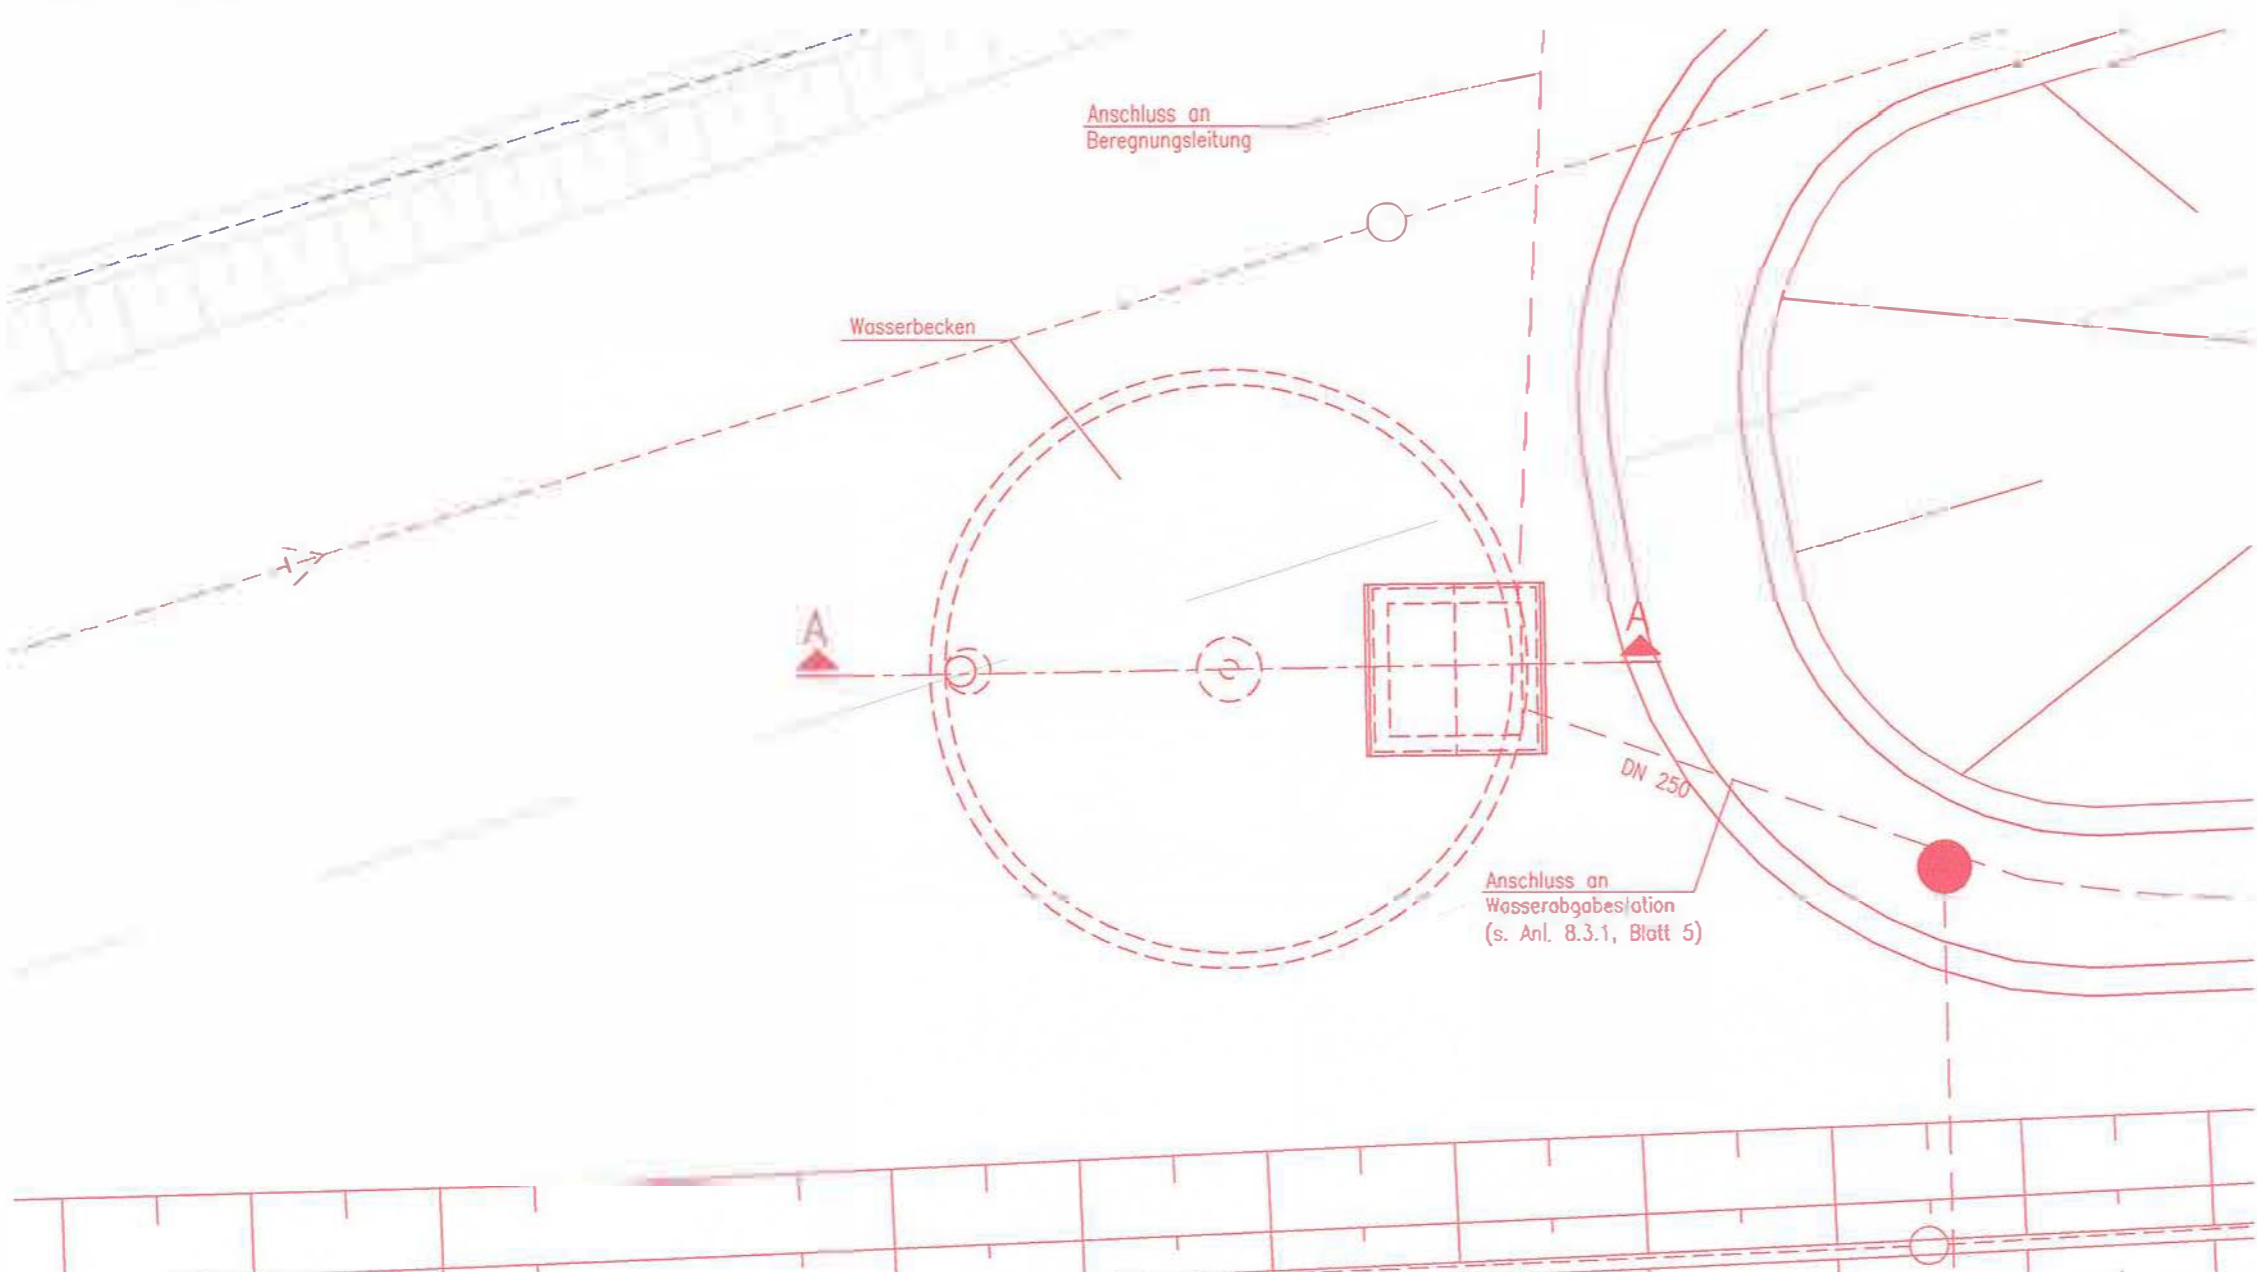 Anschluss an
Beregnungsleitung
Wasserbecken
A
A
DN 250
Anschluss an
Wasserabgabestation
(s. Anl. 8.3.1, Blatt 5)